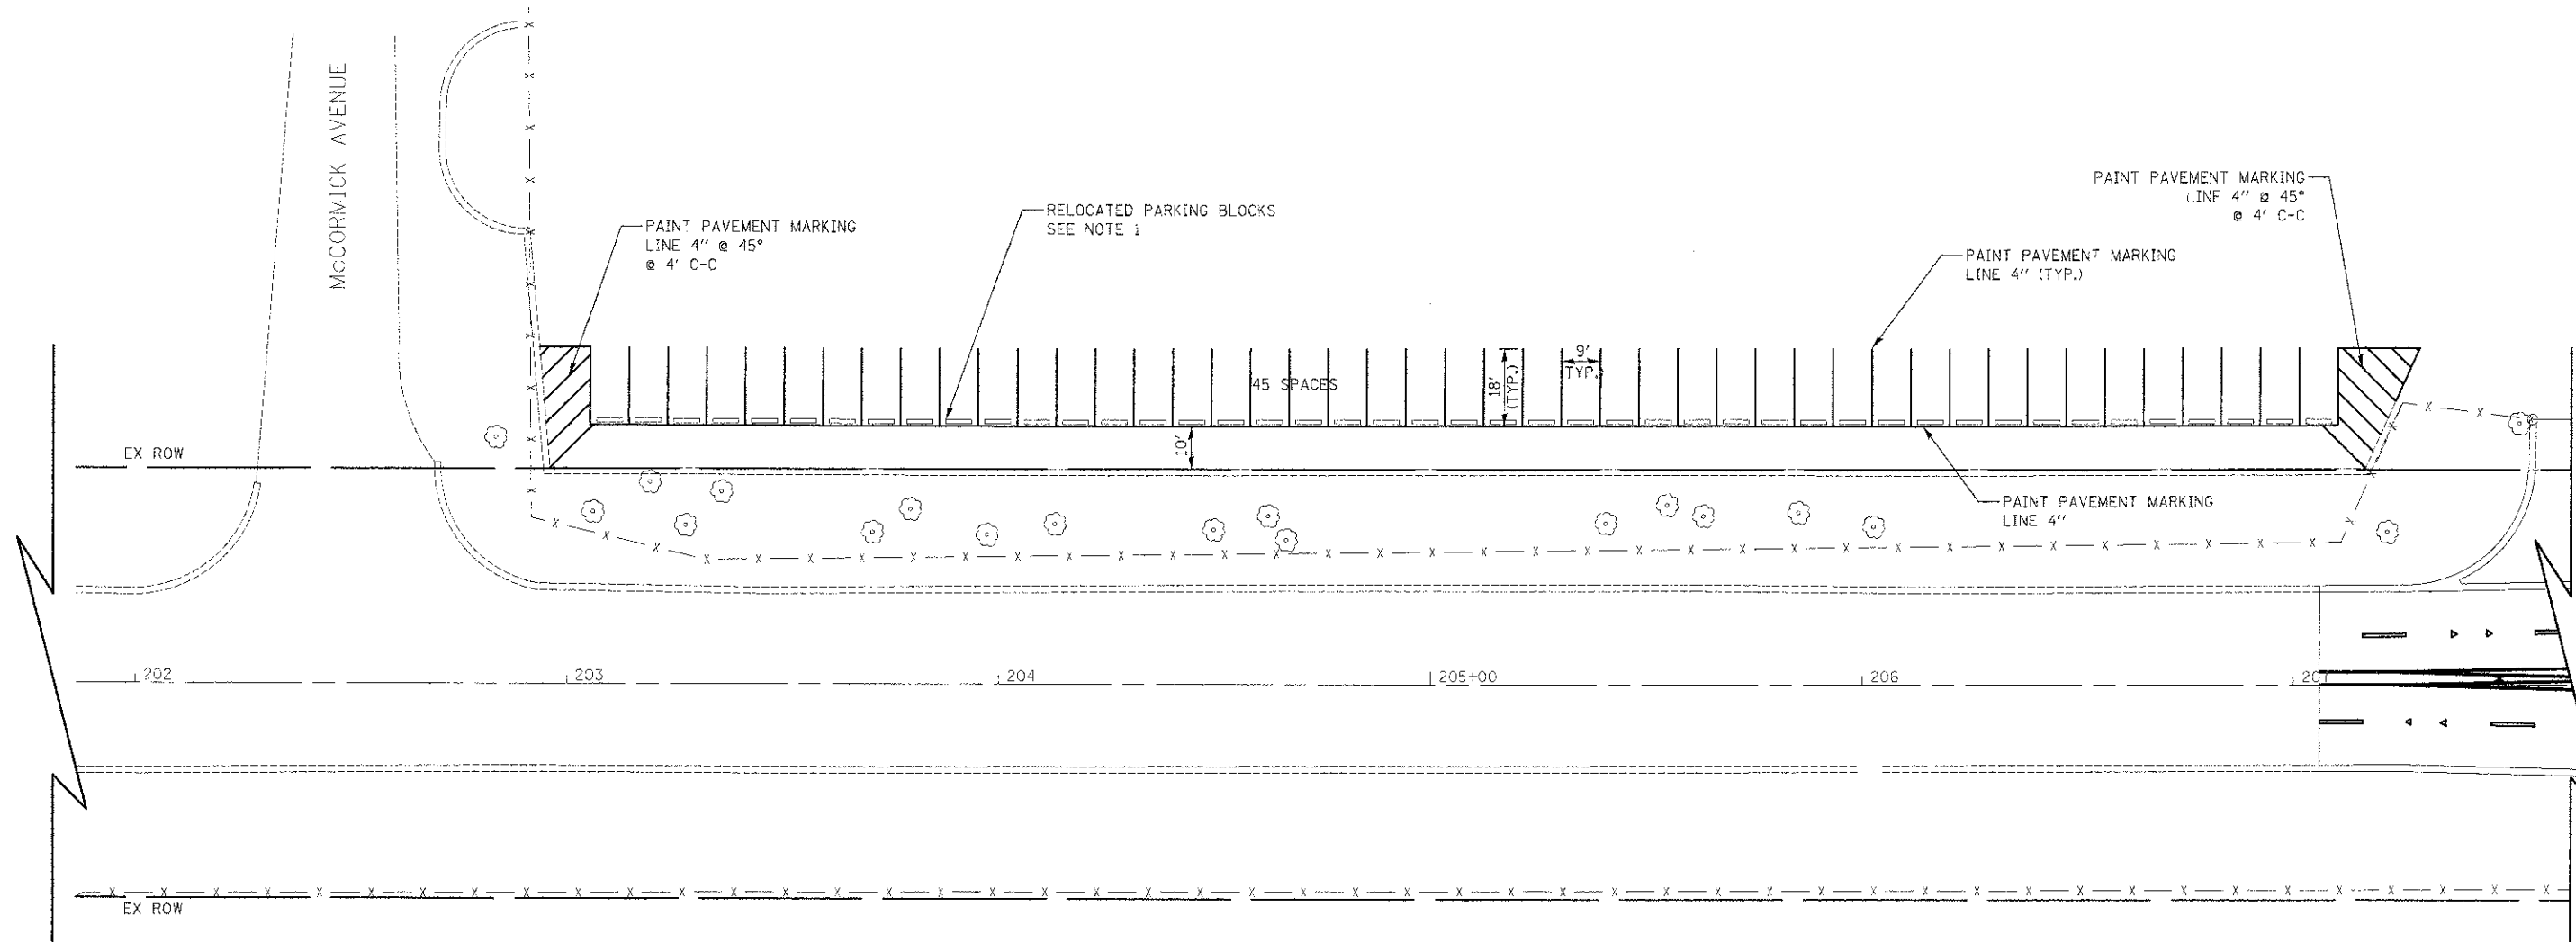 McCORMICK AVENUE
PAINT PAVEMENT MARKING
LINE 4" @ 45°
@ 4' C-C
RELOCATED PARKING BLOCKS
SEE NOTE 1
PAINT PAVEMENT MARKING
LINE 4" @ 45°
@ 4' C-C
PAINT PAVEMENT MARKING
LINE 4" (TYP.)
45 SPACES
18'
(TYP.)
9'
TYP.
10'
EX ROW
PAINT PAVEMENT MARKING
LINE 4"
202
203
204
205+00
206
207
EX ROW